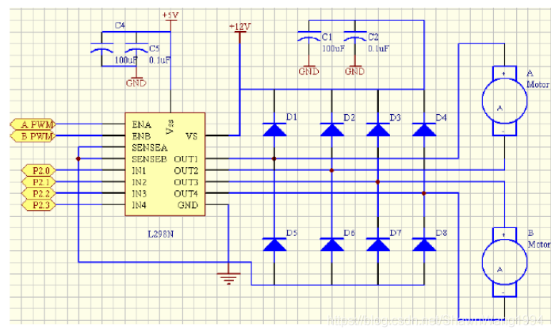 C4
+5V
+12V
100uF
C5
0.1uF
GND
C1
100uF
C2
0.1uF
GND
GND
A PWM
B PWM
P2.0
P2.1
P2.2
P2.3
ENA
ENB
SENSEA
SENSEB
IN1
IN2
IN3
IN4
Vss
VS
OUT1
OUT2
OUT3
OUT4
GND
L298N
D1
D2
D3
D4
D5
D6
D7
D8
A
Motor
A
B
Motor
A